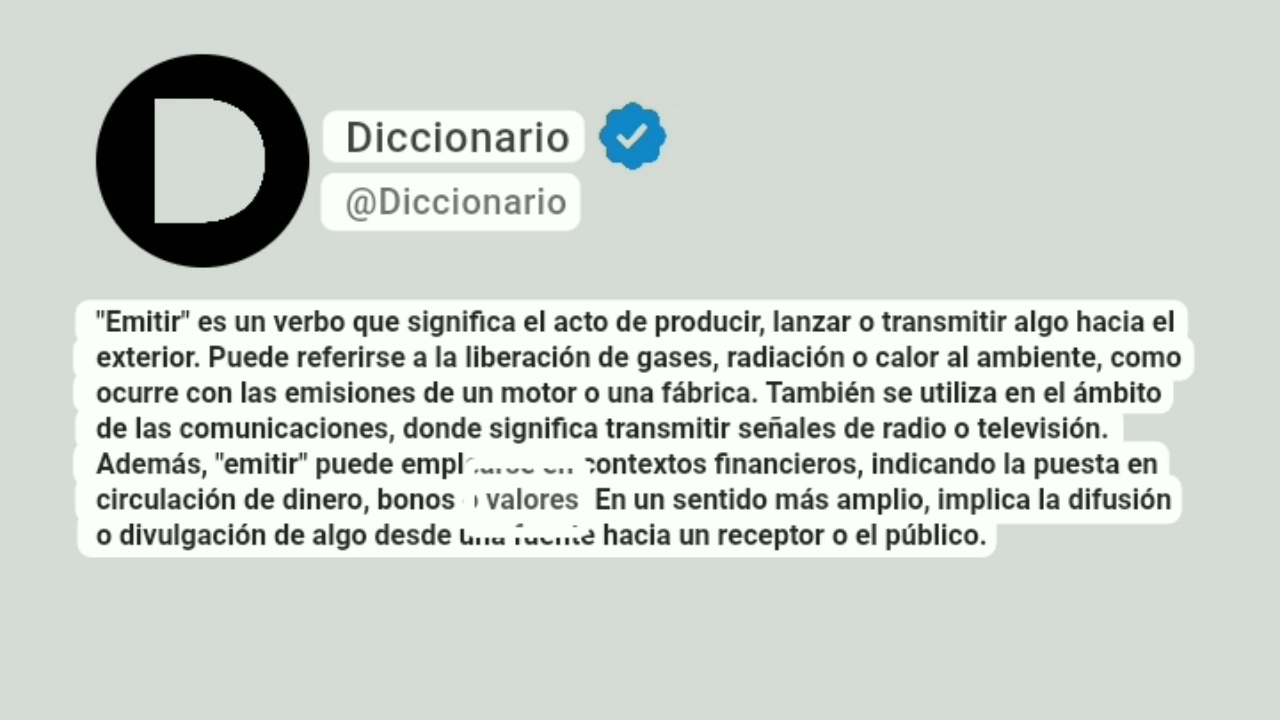 D
Diccionario
@Diccionario
"Emitir" es un verbo que significa el acto de producir, lanzar o transmitir algo hacia el
exterior. Puede referirse a la liberación de gases, radiación o calor al ambiente, como
ocurre con las emisiones de un motor o una fábrica. También se utiliza en el ámbito
de las comunicaciones, donde significa transmitir señales de radio o televisión.
Además, "emitir" puede contextos financieros, indicando la puesta en
circulación de dinero, bonos o valores En un sentido más amplio, implica la difusión
o divulgación de algo desde una fuente hacia un receptor o el público.